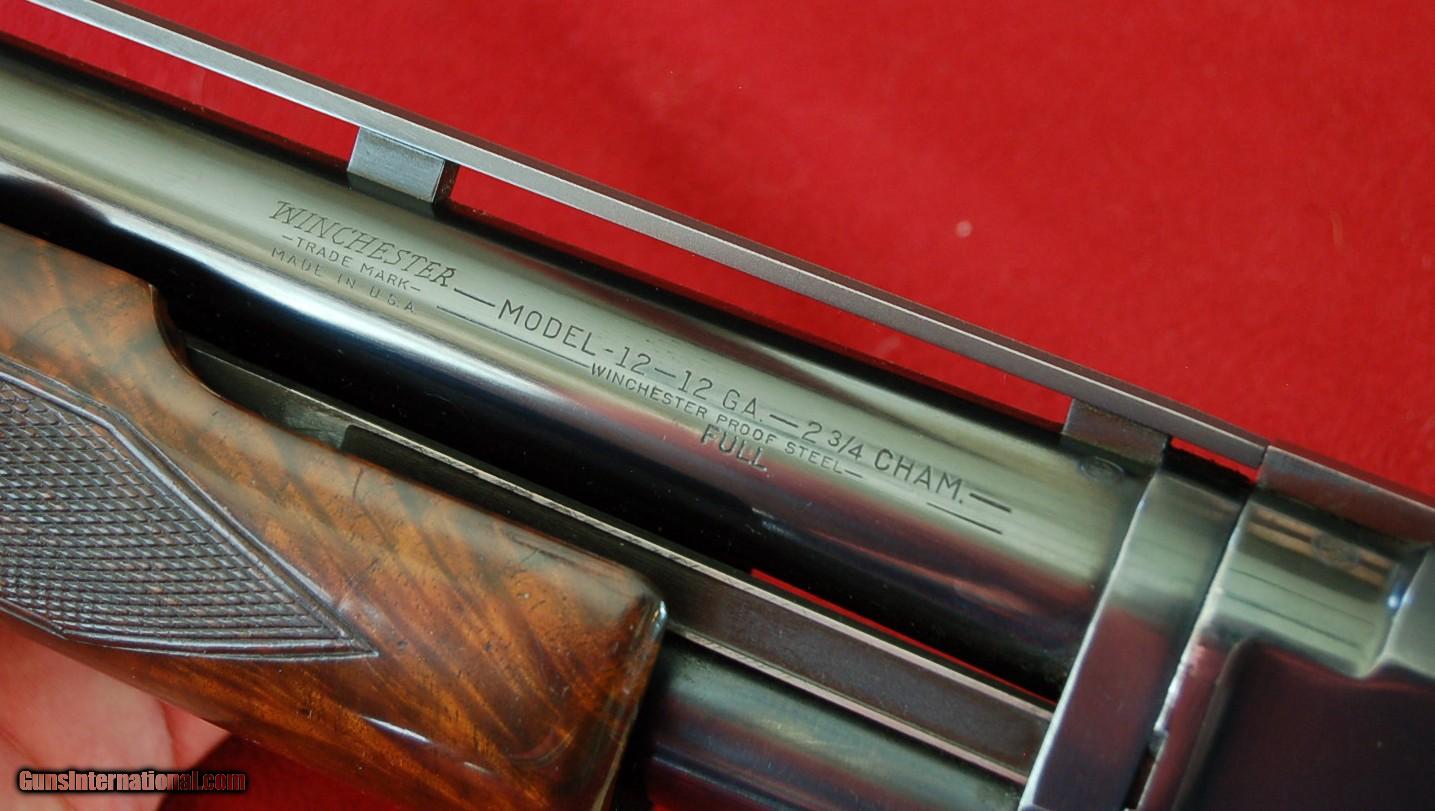 WINCHESTER
-TRADE MARK-
MADE IN U.S.A.
—MODEL-12—12 GA.—2 3/4 CHAM.—
—WINCHESTER PROOF STEEL—
FULL
GunsInternational.com